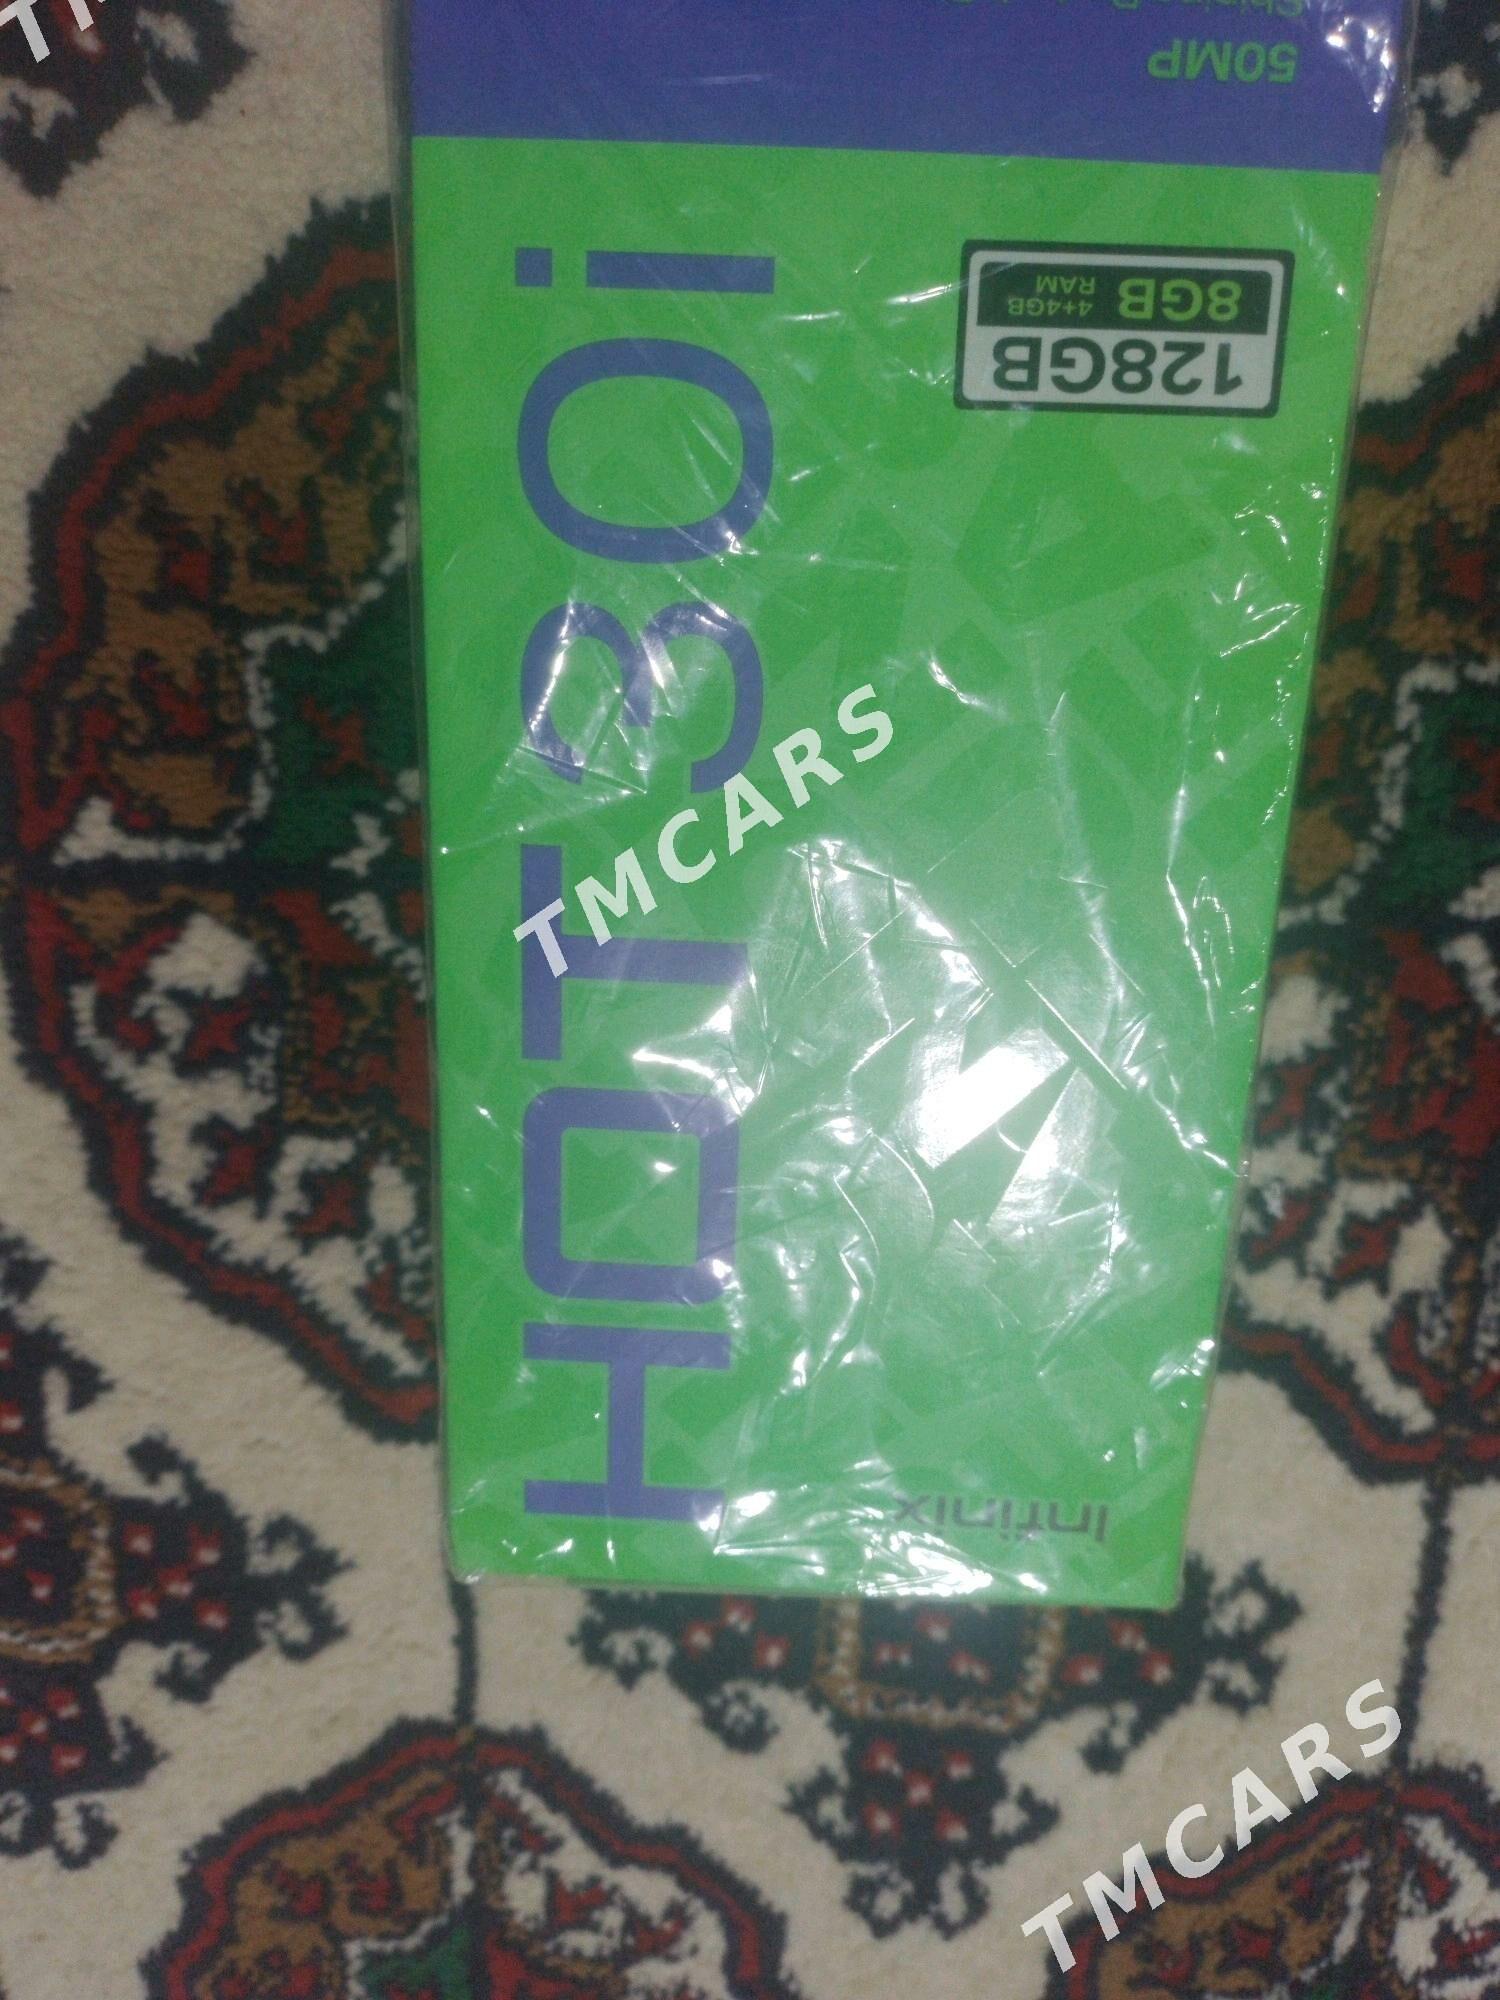 Infinix
HOT 30i
128GB
8GB
4+4GB
RAM
50MP
TMCARS
TMCARS